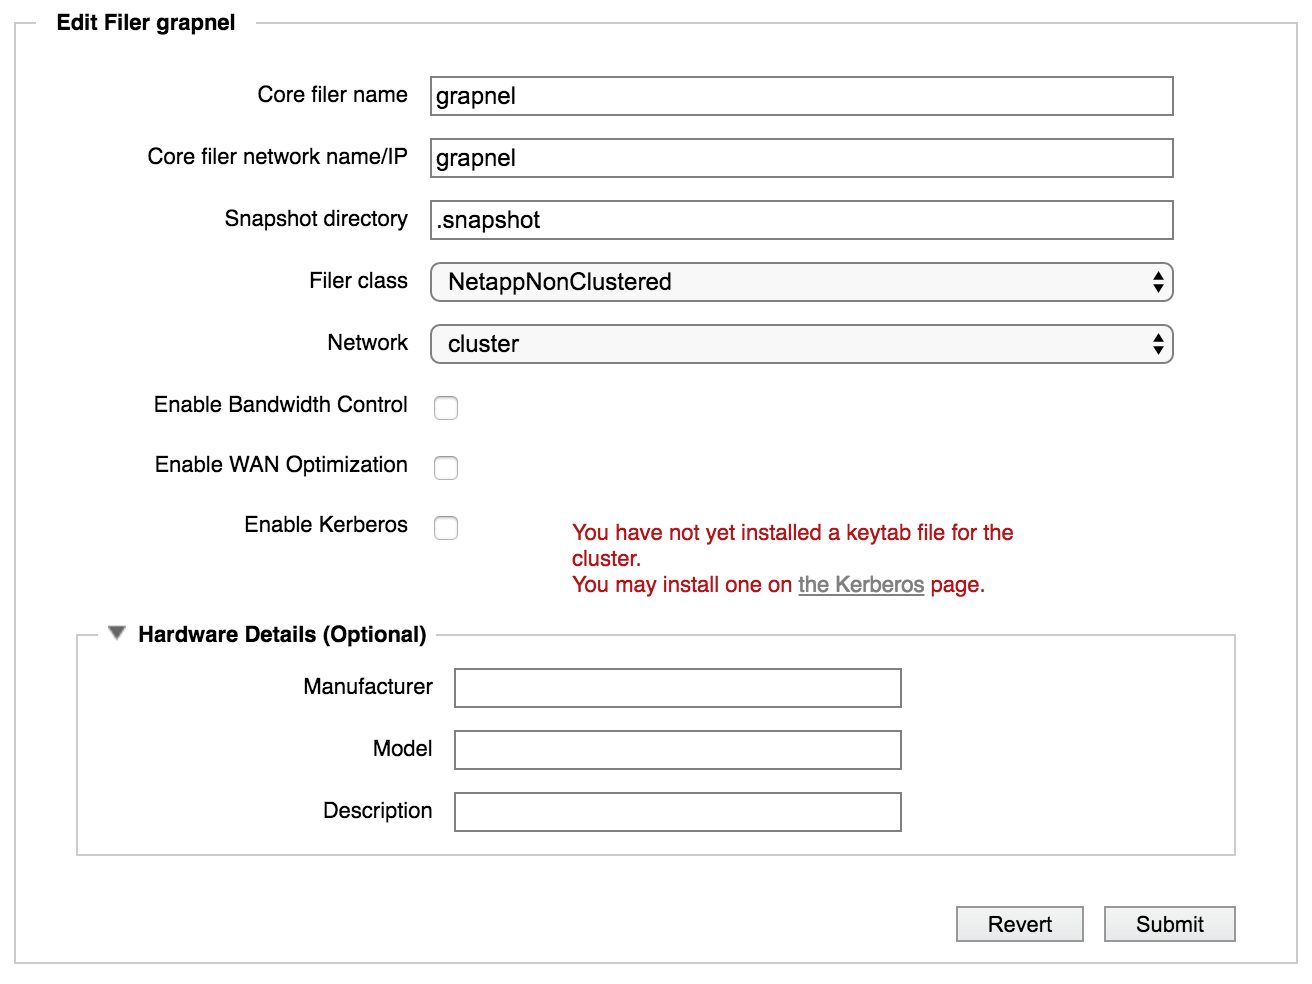 Edit Filer grapnel
Core filer name grapnel
Core filer network name/IP grapnel
Snapshot directory .snapshot
Filer class NetappNonClustered
Network cluster
Enable Bandwidth Control
Enable WAN Optimization
Enable Kerberos
You have not yet installed a keytab file for the
cluster.
You may install one on the Kerberos page.
Hardware Details (Optional)
Manufacturer
Model
Description
Revert Submit